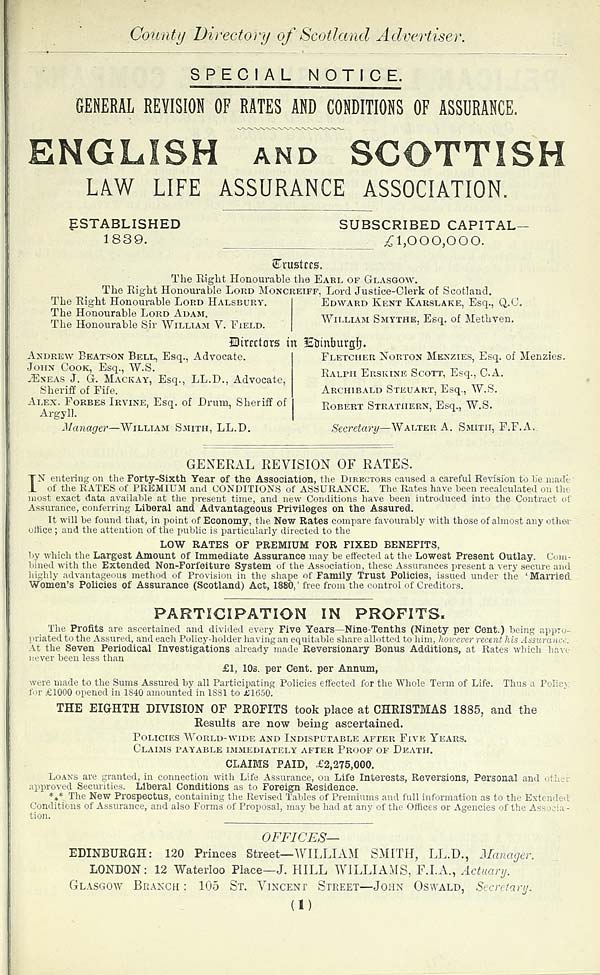 County Directory of Scotland Advertiser.
SPECIAL NOTICE.
GENERAL REVISION OF RATES AND CONDITIONS OF ASSURANCE.
ENGLISH AND SCOTTISH
LAW LIFE ASSURANCE ASSOCIATION.
ESTABLISHED
1839.
SUBSCRIBED CAPITAL—
£1,000,000.
Trustees.
The Right Honourable the EARL OF GLASGOW.
The Right Honourable LORD MONCREIFF, Lord Justice-Clerk of Scotland.
The Right Honourable LORD HALSBURY.
The Honourable LORD ADAM.
The Honourable Sir WILLIAM V. FIELD.
EDWARD KENT KARSLAKE, Esq., Q.C.
WILLIAM SMYTHE, Esq. of Methven.
Directors in Edinburgh.
ANDREW BEATSON BELL, Esq., Advocate.
JOHN COOK, Esq., W.S.
ÆNEAS J. G. MACKAY, Esq., LL.D., Advocate,
Sheriff of Fife.
ALEX. FORBES IRVINE, Esq. of Drum, Sheriff of
Argyll.
FLETCHER NORTON MENZIES, Esq. of Menzies.
RALPH ERSKINE SCOTT, Esq., C.A.
ARCHIBALD STEUART, Esq., W.S.
ROBERT STRATHERN, Esq., W.S.
Manager—WILLIAM SMITH, LL.D.
Secretary—WALTER A. SMITH, F.F.A.
GENERAL REVISION OF RATES.
IN entering on the Forty-Sixth Year of the Association, the DIRECTORS caused a careful Revision to be made
of the RATES of PREMIUM and CONDITIONS of ASSURANCE. The Rates have been recalculated on the
most exact data available at the present time, and new Conditions have been introduced into the Contract of
Assurance, conferring Liberal and Advantageous Privileges on the Assured.
It will be found that, in point of Economy, the New Rates compare favourably with those of almost any other
office; and the attention of the public is particularly directed to the
LOW RATES OF PREMIUM FOR FIXED BENEFITS,
by which the Largest Amount of Immediate Assurance may be effected at the Lowest Present Outlay. Com-
bined with the Extended Non-Forfeiture System of the Association, these Assurances present a very secure and
highly advantageous method of Provision in the shape of Family Trust Policies, issued under the 'Married
Women's Policies of Assurance (Scotland) Act, 1880,' free from the control of Creditors.
PARTICIPATION IN PROFITS.
The Profits are ascertained and divided every Five Years—Nine-Tenths (Ninety per Cent.) being appro-
priated to the Assured, and each Policy-holder having an equitable share allotted to him, however recent his Assurance.
At the Seven Periodical Investigations already made Reversionary Bonus Additions, at Rates which have
never been less than
£1, 10s. per Cent. per Annum,
were made to the Sums Assured by all Participating Policies effected for the Whole Term of Life. Thus a Policy
for £1000 opened in 1840 amounted in 1881 to £1650.
THE EIGHTH DIVISION OF PROFITS took place at CHRISTMAS 1885, and the
Results are now being ascertained.
POLICIES WORLD-WIDE AND INDISPUTABLE AFTER FIVE YEARS.
CLAIMS PAYABLE IMMEDIATELY AFTER PROOF OF DEATH.
CLAIMS PAID, £2,275,000.
LOANS are granted, in connection with Life Assurance, on Life Interests, Reversions, Personal and other
approved Securities. Liberal Conditions as to Foreign Residence.
*** The New Prospectus, containing the Revised Tables of Premiums and full information as to the Extended
Conditions of Assurance, and also Forms of Proposal, may be had at any of the Offices or Agencies of the Associa-
tion.
OFFICES—
EDINBURGH: 120 Princes Street—WILLIAM SMITH, LL.D., Manager.
LONDON: 12 Waterloo Place—J. HILL WILLIAMS, F.I.A., Actuary.
GLASGOW BRANCH: 105 ST. VINCENT STREET—JOHN OSWALD, Secretary.
(1)